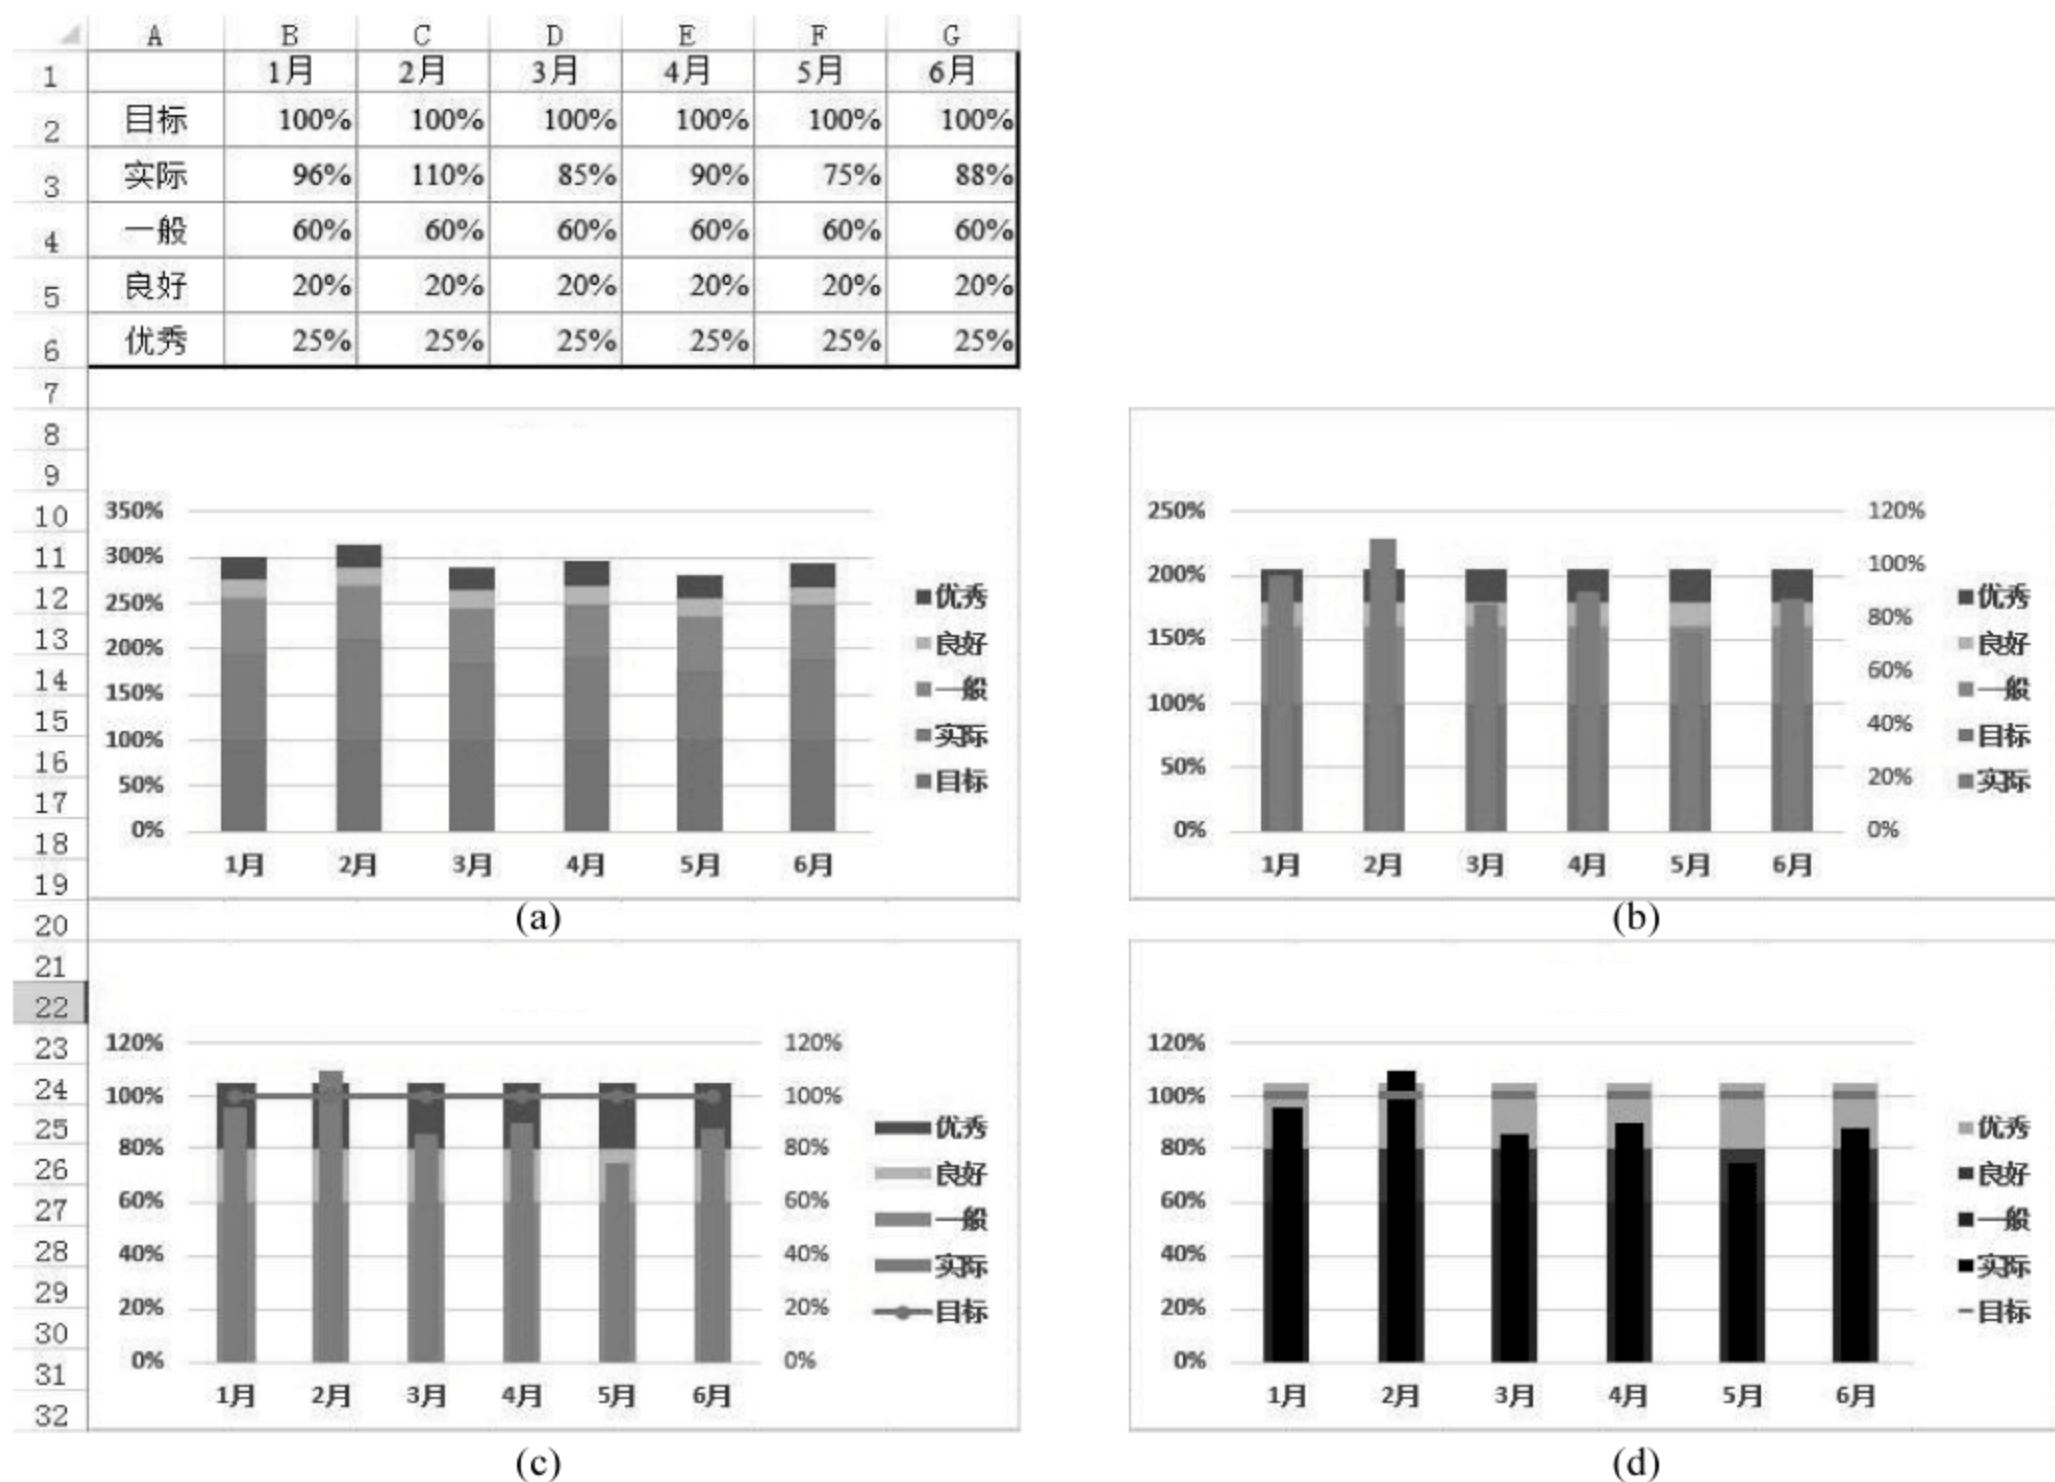 A B C D E F G
1 1月 2月 3月 4月 5月 6月
2 目标 100% 100% 100% 100% 100% 100%
3 实际 96% 110% 85% 90% 75% 88%
4 一般 60% 60% 60% 60% 60% 60%
5 良好 20% 20% 20% 20% 20% 20%
6 优秀 25% 25% 25% 25% 25% 25%
7
8
9
10
11
12
13
14
15
16
17
18
19
20
21
22
23
24
25
26
27
28
29
30
31
32
350%
300%
250%
200%
150%
100%
50%
0%
1月 2月 3月 4月 5月 6月
优秀
良好
一般
实际
目标
(a)
250%
200%
150%
100%
50%
0%
1月 2月 3月 4月 5月 6月
120%
100%
80%
60%
40%
20%
0%
优秀
良好
一般
目标
实际
(b)
120%
100%
80%
60%
40%
20%
0%
1月 2月 3月 4月 5月 6月
120%
100%
80%
60%
40%
20%
0%
优秀
良好
一般
实际
目标
(c)
120%
100%
80%
60%
40%
20%
0%
1月 2月 3月 4月 5月 6月
优秀
良好
一般
实际
目标
(d)